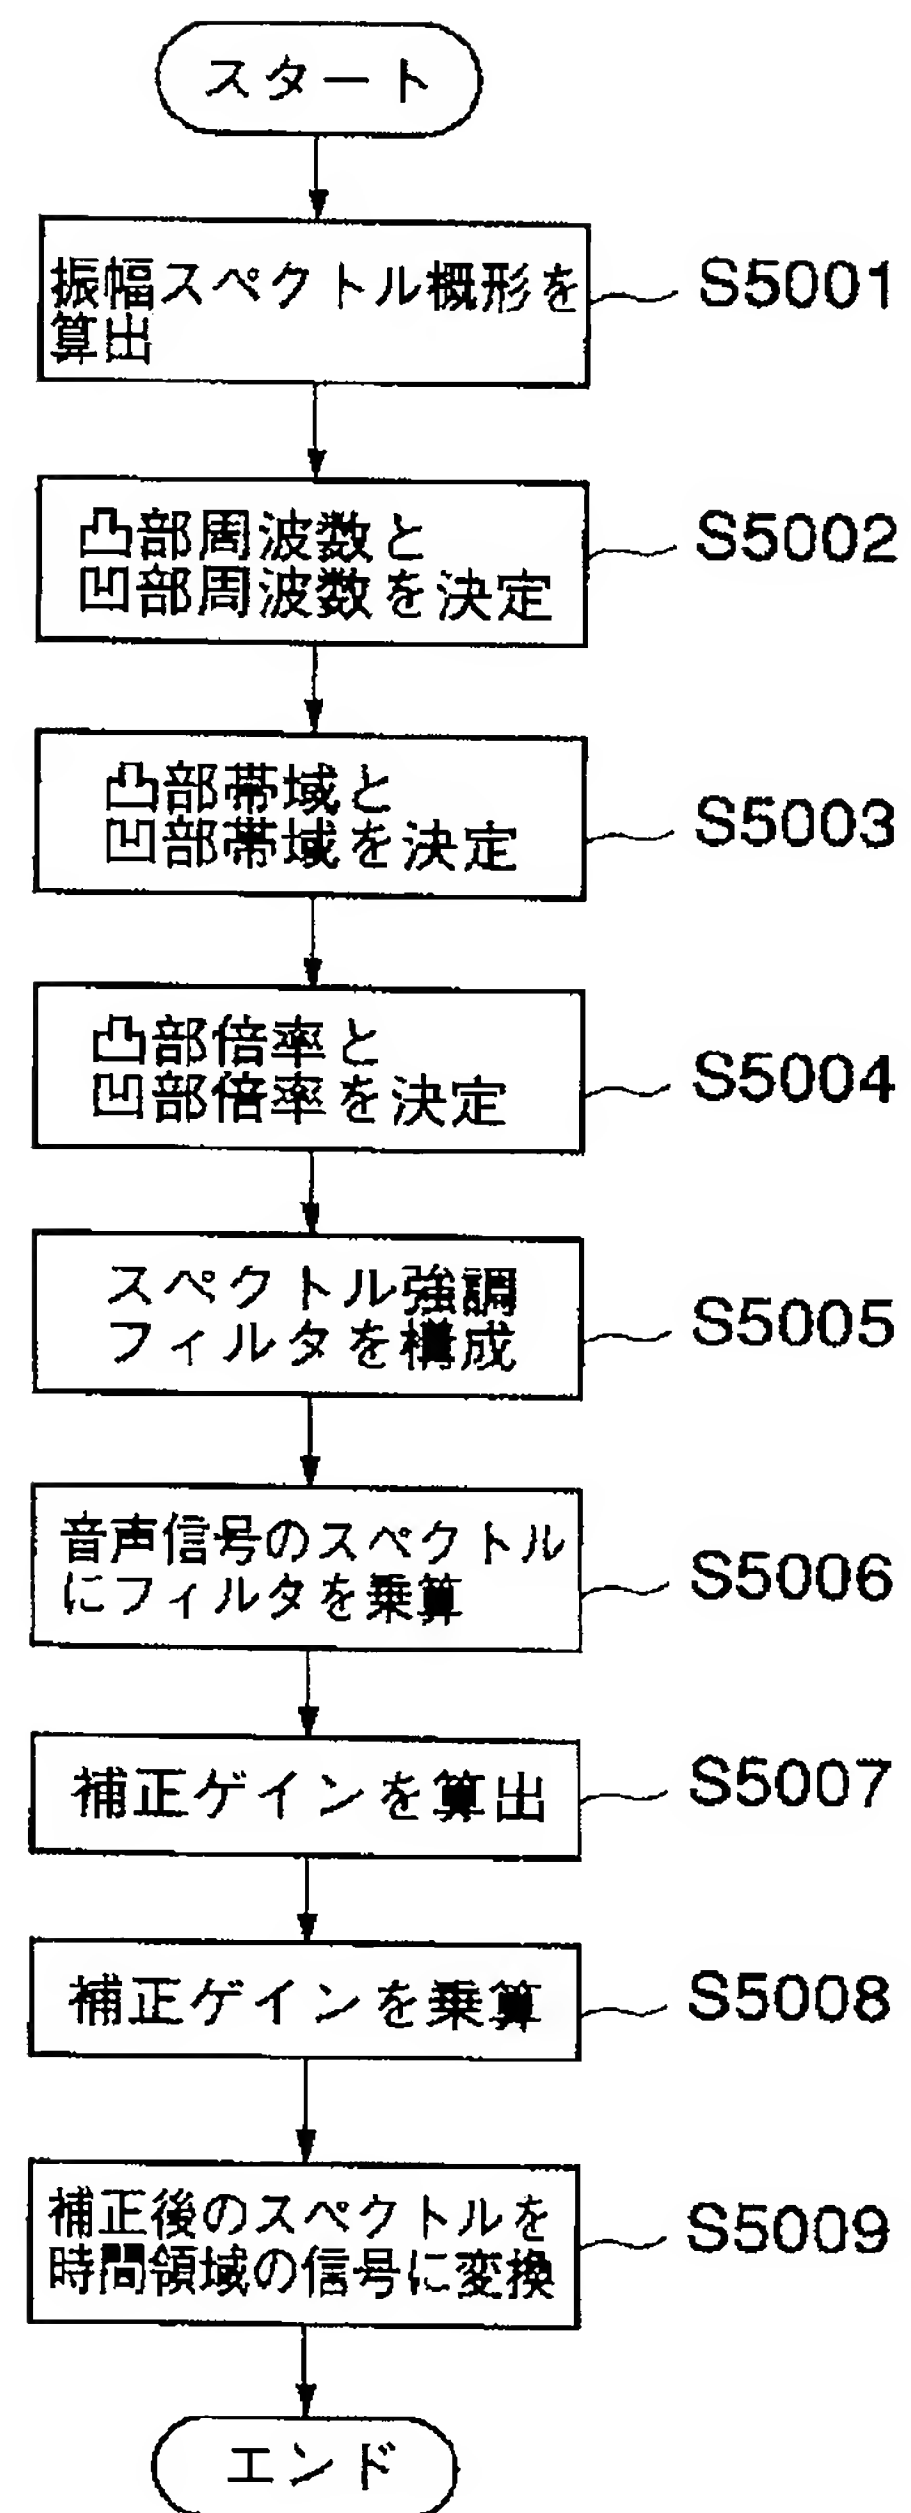 スタート
振幅スペクトル概形を
算出
S5001
凸部周波数と
凹部周波数を決定
S5002
凸部帯域と
凹部帯域を決定
S5003
凸部倍率と
凹部倍率を決定
S5004
スペクトル強調
フィルタを構成
S5005
音声信号のスペクトル
にフィルタを乗算
S5006
補正ゲインを算出
S5007
補正ゲインを乗算
S5008
補正後のスペクトルを
時間領域の信号に変換
S5009
エンド